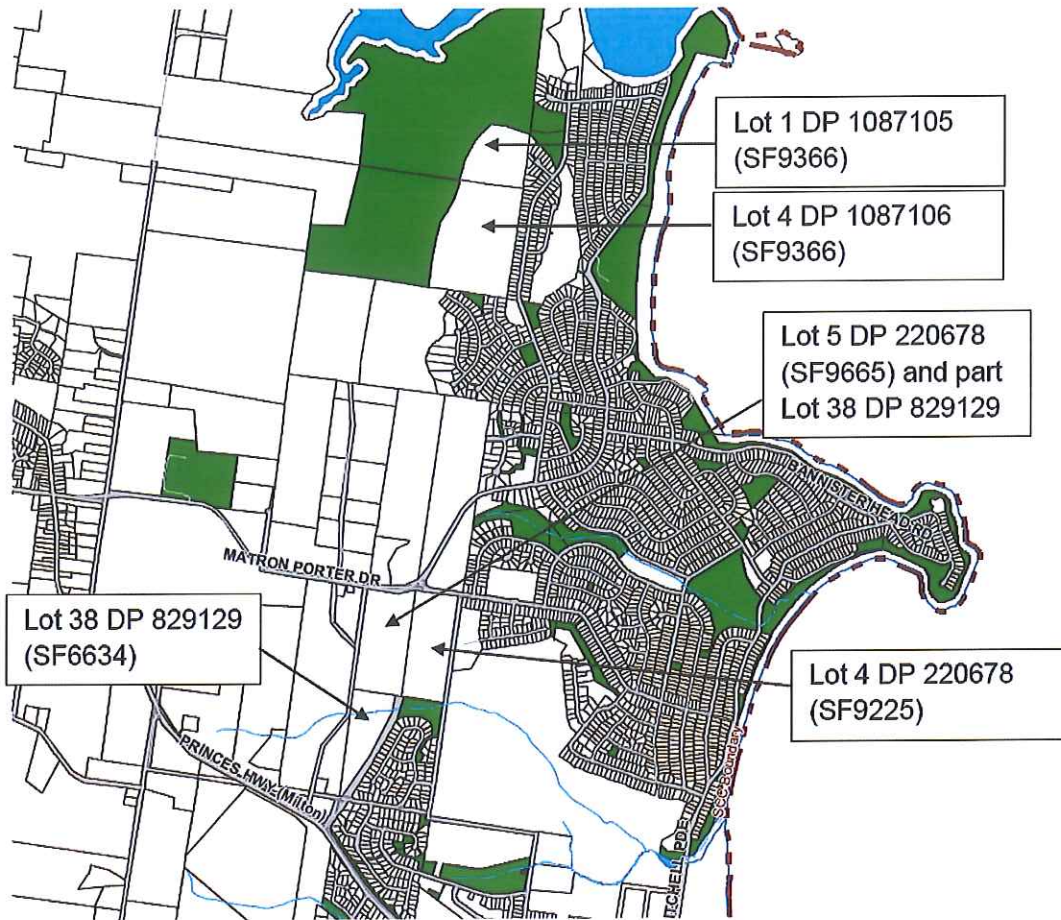 Lot 1 DP 1087105
(SF9366)
Lot 4 DP 1087106
(SF9366)
Lot 5 DP 220678
(SF9665) and part
Lot 38 DP 829129
BANNISTER HEAD RD
MATRON PORTER DR
Lot 38 DP 829129
(SF6634)
Lot 4 DP 220678
(SF9225)
PRINCES HWY (Milton)
SCC Boundary
TCHELL PDE